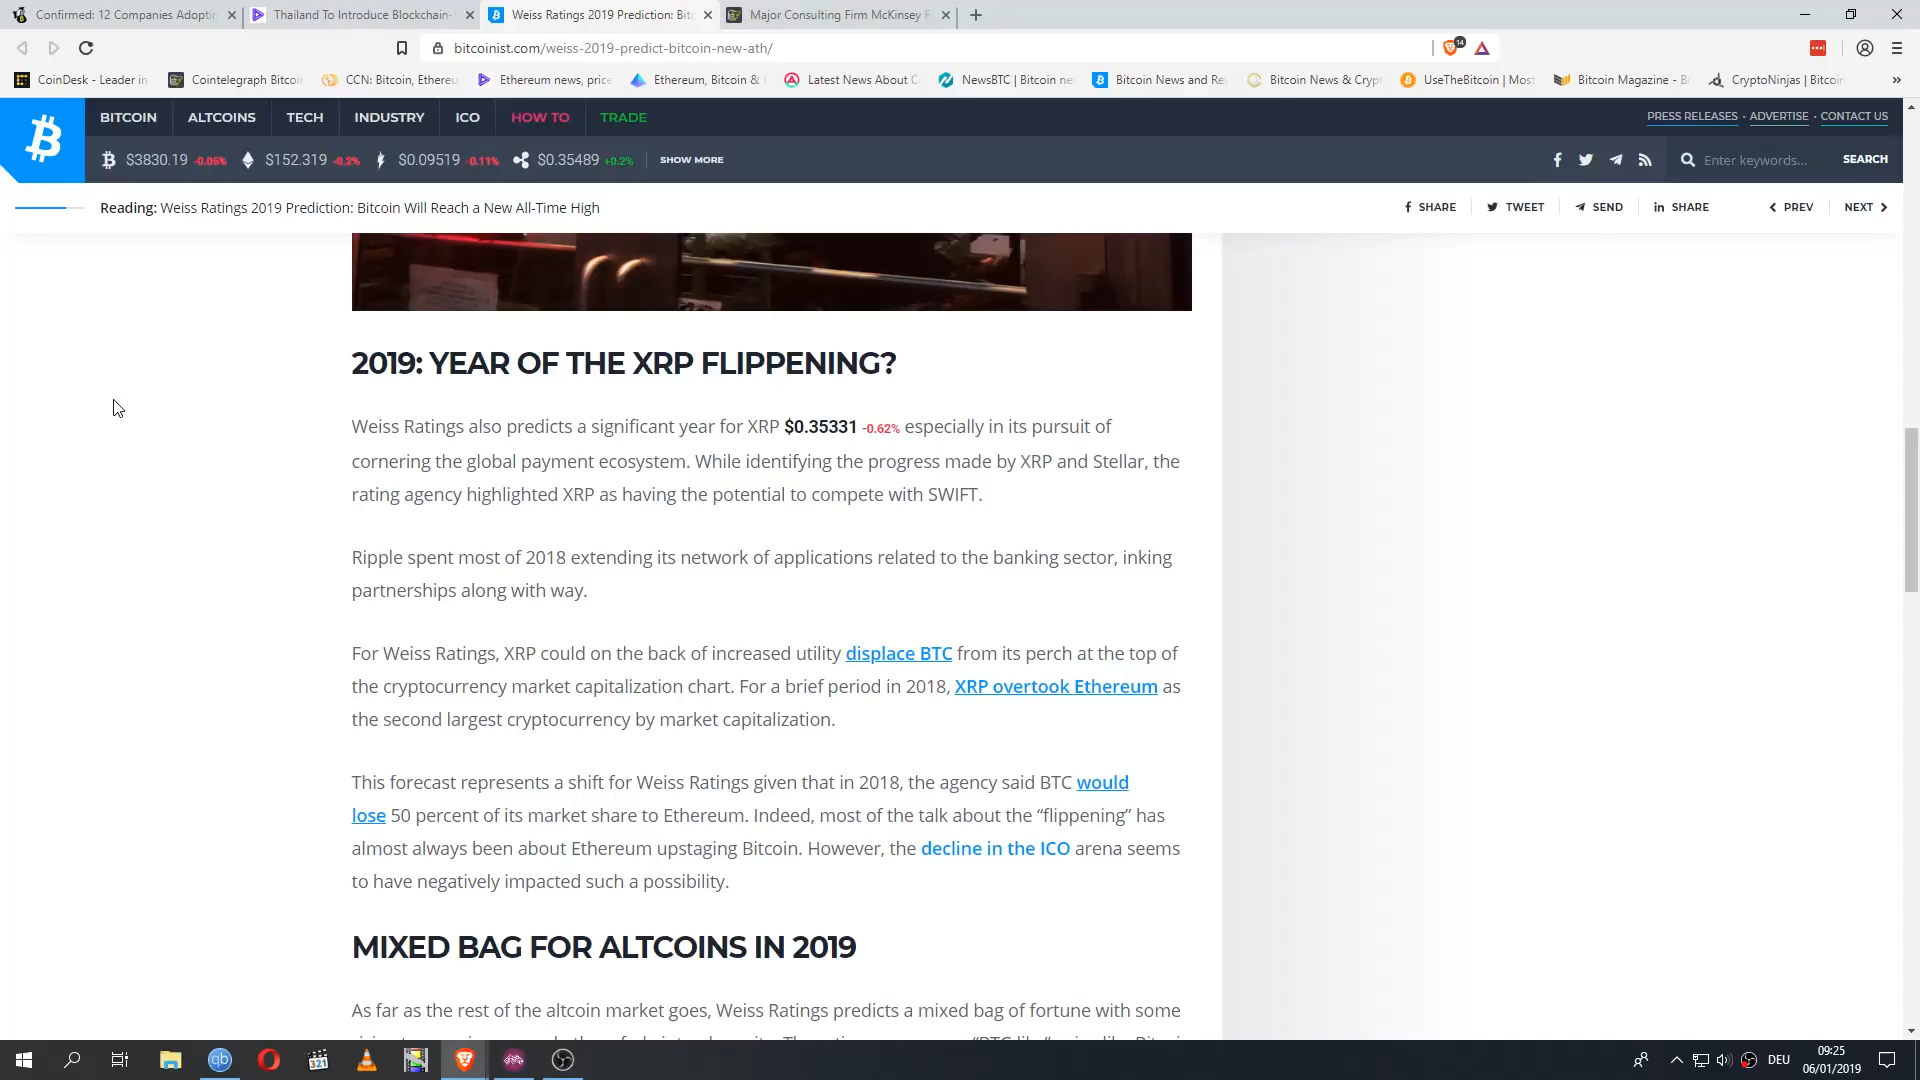 Confirmed: 12 Companies Adoptin
Thailand To Introduce Blockchain-
Weiss Ratings 2019 Prediction: Bit
Major Consulting Firm McKinsey F
bitcoinist.com/weiss-2019-predict-bitcoin-new-ath/
14
CoinDesk - Leader in
Cointelegraph Bitcoi
CCN: Bitcoin, Ethereu
Ethereum news, price
Ethereum, Bitcoin &
Latest News About C
NewsBTC | Bitcoin ne
Bitcoin News and Re
Bitcoin News & Cryp
UseTheBitcoin | Most
Bitcoin Magazine - B
CryptoNinjas | Bitcoin
»
BITCOIN ALTCOINS TECH INDUSTRY ICO HOW TO TRADE
PRESS RELEASES · ADVERTISE · CONTACT US
$3830.19 -0.05% $152.319 -0.2% $0.09519 -0.11% $0.35489 +0.2% SHOW MORE
Enter keywords... SEARCH
Reading: Weiss Ratings 2019 Prediction: Bitcoin Will Reach a New All-Time High
SHARE TWEET SEND SHARE PREV NEXT
2019: YEAR OF THE XRP FLIPPENING?
Weiss Ratings also predicts a significant year for XRP $0.35331 -0.62% especially in its pursuit of
cornering the global payment ecosystem. While identifying the progress made by XRP and Stellar, the
rating agency highlighted XRP as having the potential to compete with SWIFT.
Ripple spent most of 2018 extending its network of applications related to the banking sector, inking
partnerships along with way.
For Weiss Ratings, XRP could on the back of increased utility displace BTC from its perch at the top of
the cryptocurrency market capitalization chart. For a brief period in 2018, XRP overtook Ethereum as
the second largest cryptocurrency by market capitalization.
This forecast represents a shift for Weiss Ratings given that in 2018, the agency said BTC would
lose 50 percent of its market share to Ethereum. Indeed, most of the talk about the “flippening” has
almost always been about Ethereum upstaging Bitcoin. However, the decline in the ICO arena seems
to have negatively impacted such a possibility.
MIXED BAG FOR ALTCOINS IN 2019
As far as the rest of the altcoin market goes, Weiss Ratings predicts a mixed bag of fortune with some
qb
321
DEU
09:25
06/01/2019